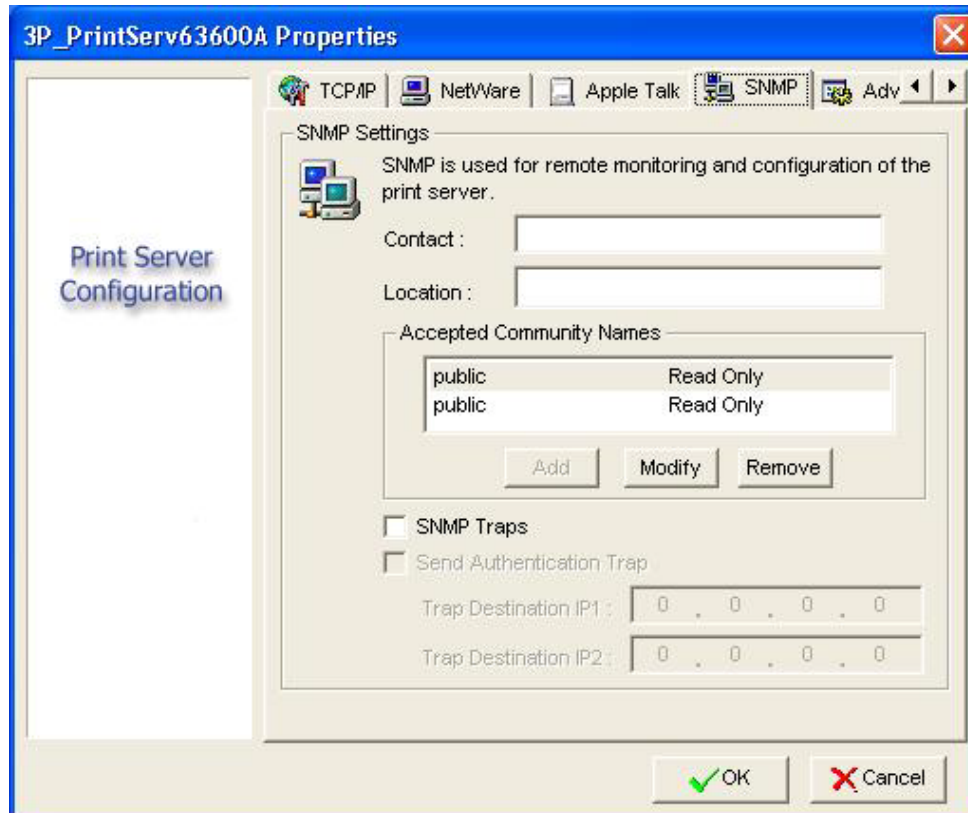 3P_PrintServ63600A Properties
TCP/IP NetWare Apple Talk SNMP Adv
Print Server
Configuration
SNMP Settings
SNMP is used for remote monitoring and configuration of the
print server.
Contact :
Location :
Accepted Community Names
public Read Only
public Read Only
Add Modify Remove
SNMP Traps
Send Authentication Trap
Trap Destination IP1 : 0 . 0 . 0 . 0
Trap Destination IP2 : 0 . 0 . 0 . 0
OK Cancel